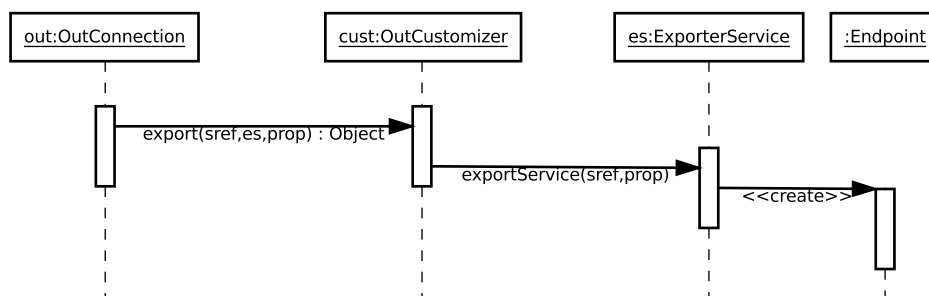 out:OutConnection
cust:OutCustomizer
es:ExporterService
:Endpoint
export(sref,es,prop) : Object
exportService(sref,prop)
<<create>>